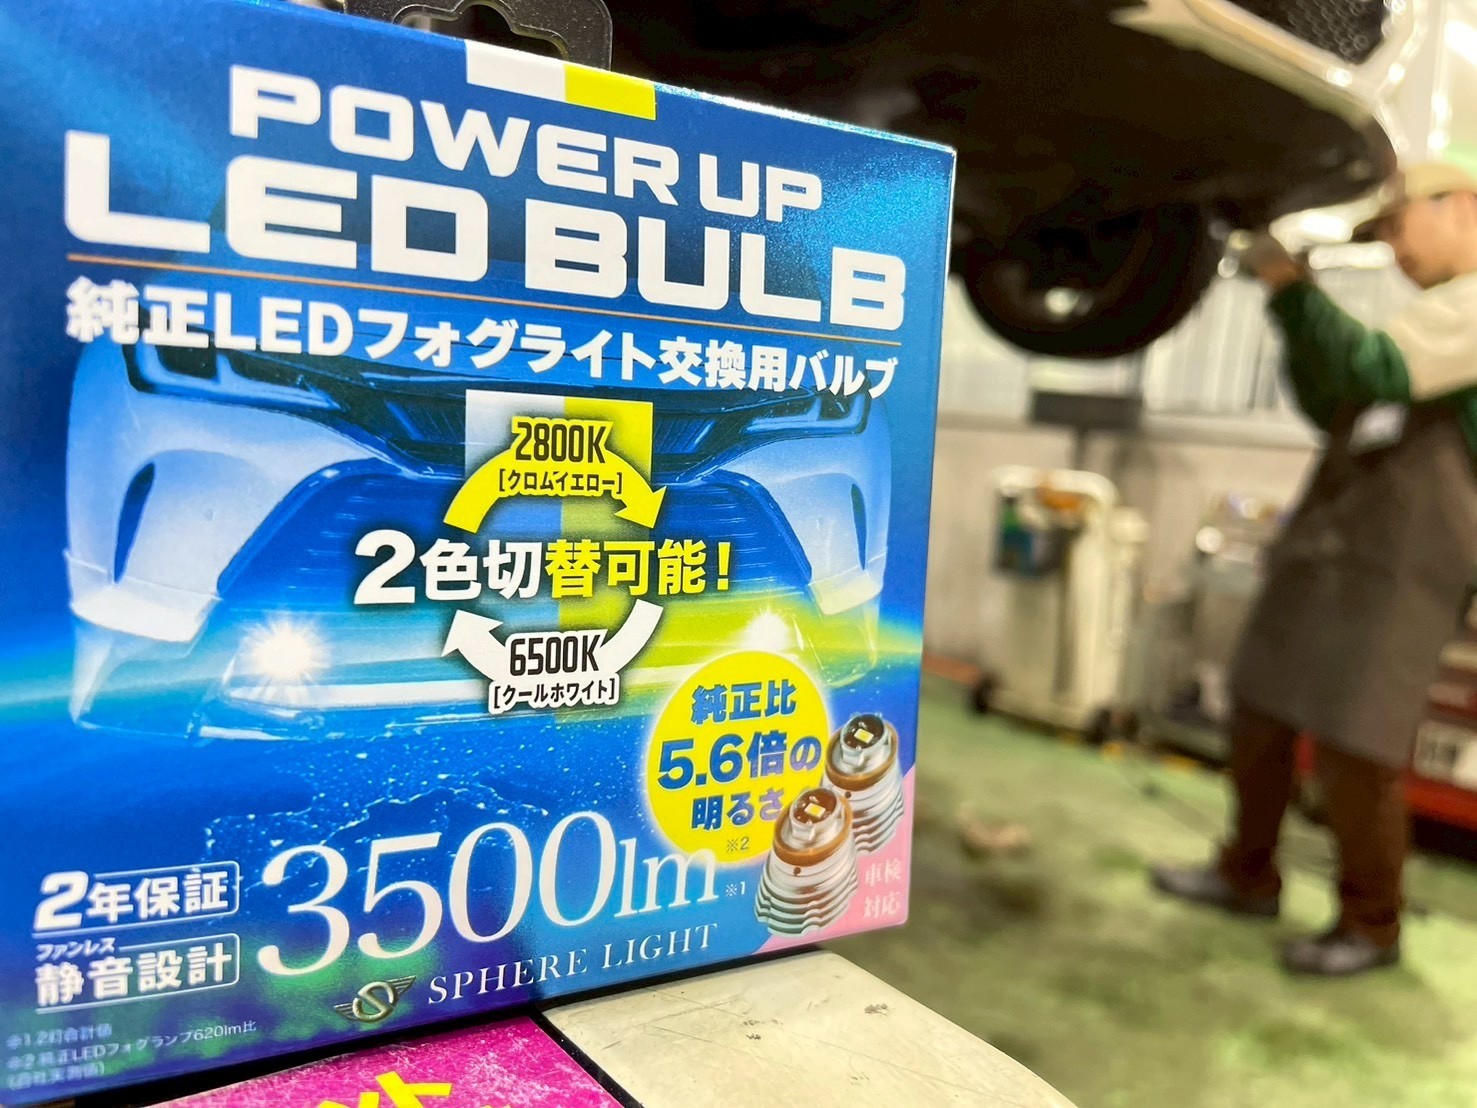 POWER UP
LED BULB
純正LEDフォグライト交換用バルブ
2800K
[クロムイエロー]
2色切替可能!
6500K
[クールホワイト]
純正比
5.6倍の
明るさ
※2
車検
対応
2年保証
ファンレス
静音設計
3500lm
※1
SPHERE LIGHT
※1.2灯合計値
※2 純正LEDフォグランプ620lm比
(自社実測値)